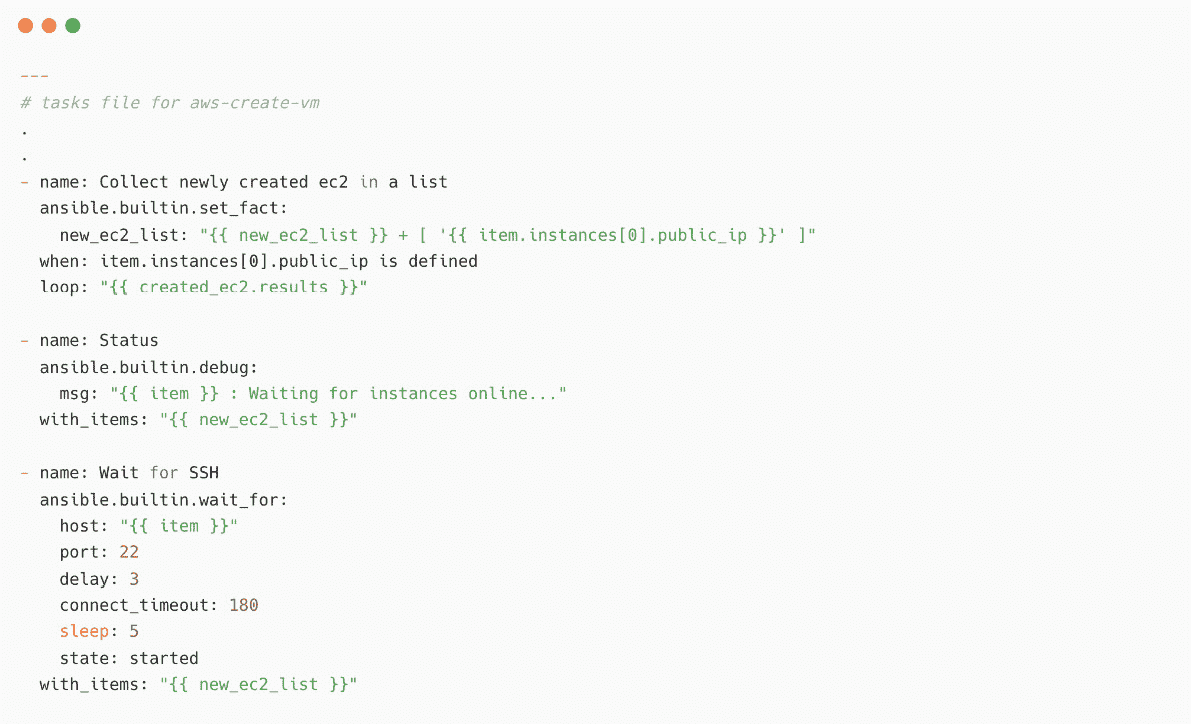 ---
# tasks file for aws-create-vm
.
.
- name: Collect newly created ec2 in a list
  ansible.builtin.set_fact:
    new_ec2_list: "{{ new_ec2_list }} + [ '{{ item.instances[0].public_ip }}' ]"
  when: item.instances[0].public_ip is defined
  loop: "{{ created_ec2.results }}"

- name: Status
  ansible.builtin.debug:
    msg: "{{ item }} : Waiting for instances online..."
  with_items: "{{ new_ec2_list }}"

- name: Wait for SSH
  ansible.builtin.wait_for:
    host: "{{ item }}"
    port: 22
    delay: 3
    connect_timeout: 180
    sleep: 5
    state: started
  with_items: "{{ new_ec2_list }}"